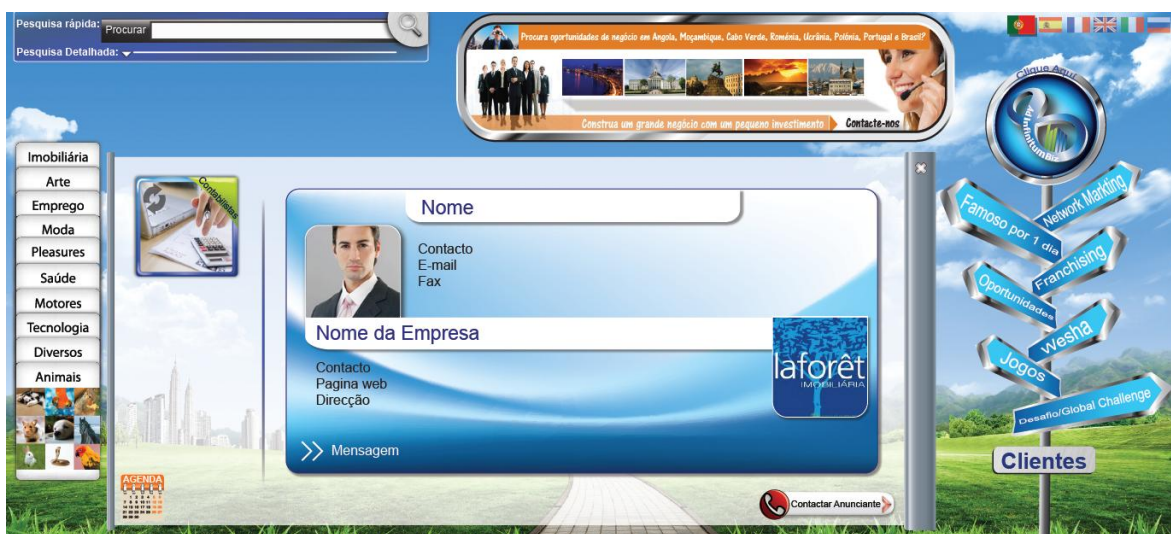 Pesquisa rápida:
Procurar
Pesquisa Detalhada:
Procura oportunidades de negócio em Angola, Moçambique, Cabo Verde, Roménia, Ucrânia, Polónia, Portugal e Brasil?
Construa um grande negócio com um pequeno investimento
Contacte-nos
Clique Aqui
AdInfinitumBiz
Imobiliária
Arte
Emprego
Moda
Pleasures
Saúde
Motores
Tecnologia
Diversos
Animais
Contabilistas
AGENDA
Nome
Contacto
E-mail
Fax
Nome da Empresa
Contacto
Pagina web
Direcção
laforêt
IMOBILIÁRIA
Mensagem
Contactar Anunciante
Network Markting
Famoso por 1 dia
Franchising
Oportunidades
wesha
Jogos
Desafio/Global Challenge
Clientes